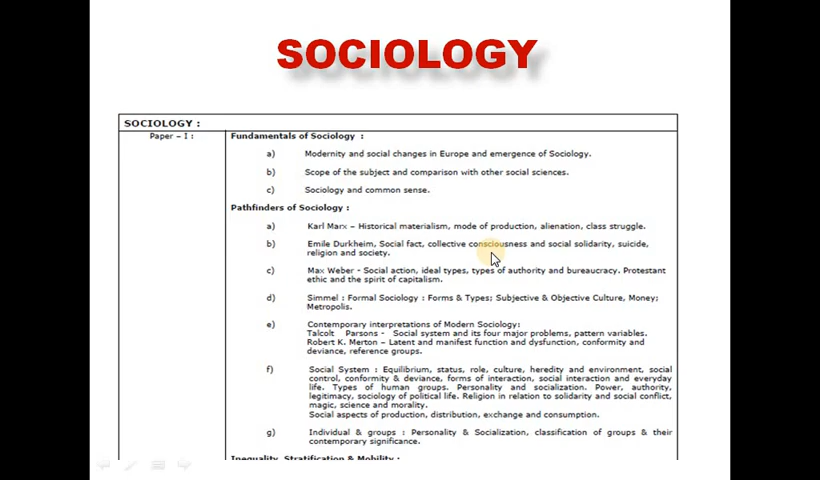 SOCIOLOGY
SOCIOLOGY :
Paper – I :
Fundamentals of Sociology :
a) Modernity and social changes in Europe and emergence of Sociology.
b) Scope of the subject and comparison with other social sciences.
c) Sociology and common sense.
Pathfinders of Sociology :
a) Karl Marx – Historical materialism, mode of production, alienation, class struggle.
b) Emile Durkheim, Social fact, collective consciousness and social solidarity, suicide,
religion and society.
c) Max Weber - Social action, ideal types, types of authority and bureaucracy. Protestant
ethic and the spirit of capitalism.
d) Simmel : Formal Sociology : Forms & Types; Subjective & Objective Culture, Money;
Metropolis.
e) Contemporary interpretations of Modern Sociology:
Talcolt Parsons - Social system and its four major problems, pattern variables.
Robert K. Merton – Latent and manifest function and dysfunction, conformity and
deviance, reference groups.
f) Social System : Equilibrium, status, role, culture, heredity and environment, social
control, conformity & deviance, forms of interaction, social interaction and everyday
life. Types of human groups. Personality and socialization. Power, authority,
legitimacy, sociology of political life. Religion in relation to solidarity and social conflict,
magic, science and morality.
Social aspects of production, distribution, exchange and consumption.
g) Individual & groups : Personality & Socialization, classification of groups & their
contemporary significance.
Inequality, Stratification & Mobility :